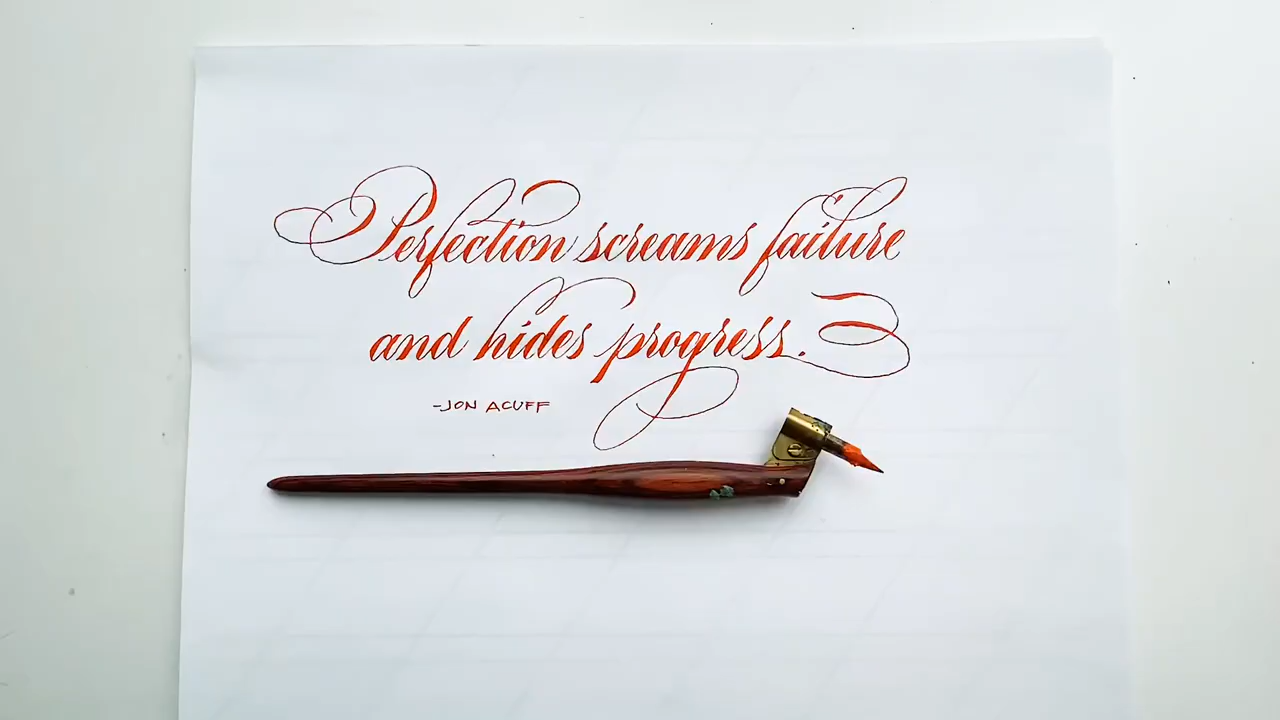 Perfection screams failure
and hides progress.
-JON ACUFF